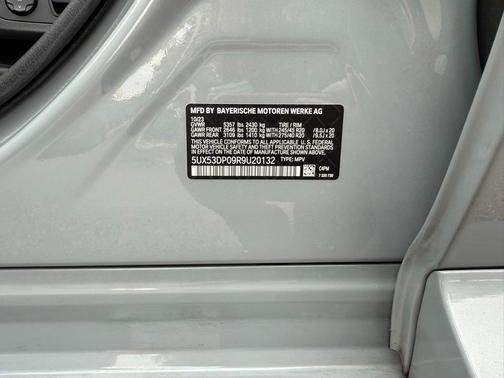 MFD BY BAYERISCHE MOTOREN WERKE AG
10/23
GVWR 5357 lbs 2430 kg TIRE / RIM
GAWR FRONT 2646 lbs 1200 kg WITH 245/45 R20 / 8.0J x 20
GAWR REAR 3109 lbs 1410 kg WITH 275/40 R20 / 9.5J x 20
THIS VEHICLE CONFORMS TO ALL APPLICABLE U. S. FEDERAL
MOTOR VEHICLE SAFETY STANDARDS IN EFFECT ON THE
DATE OF MANUFACTURE SHOWN ABOVE.
5UX53DP09R9U20132 TYPE: MPV
C4PM